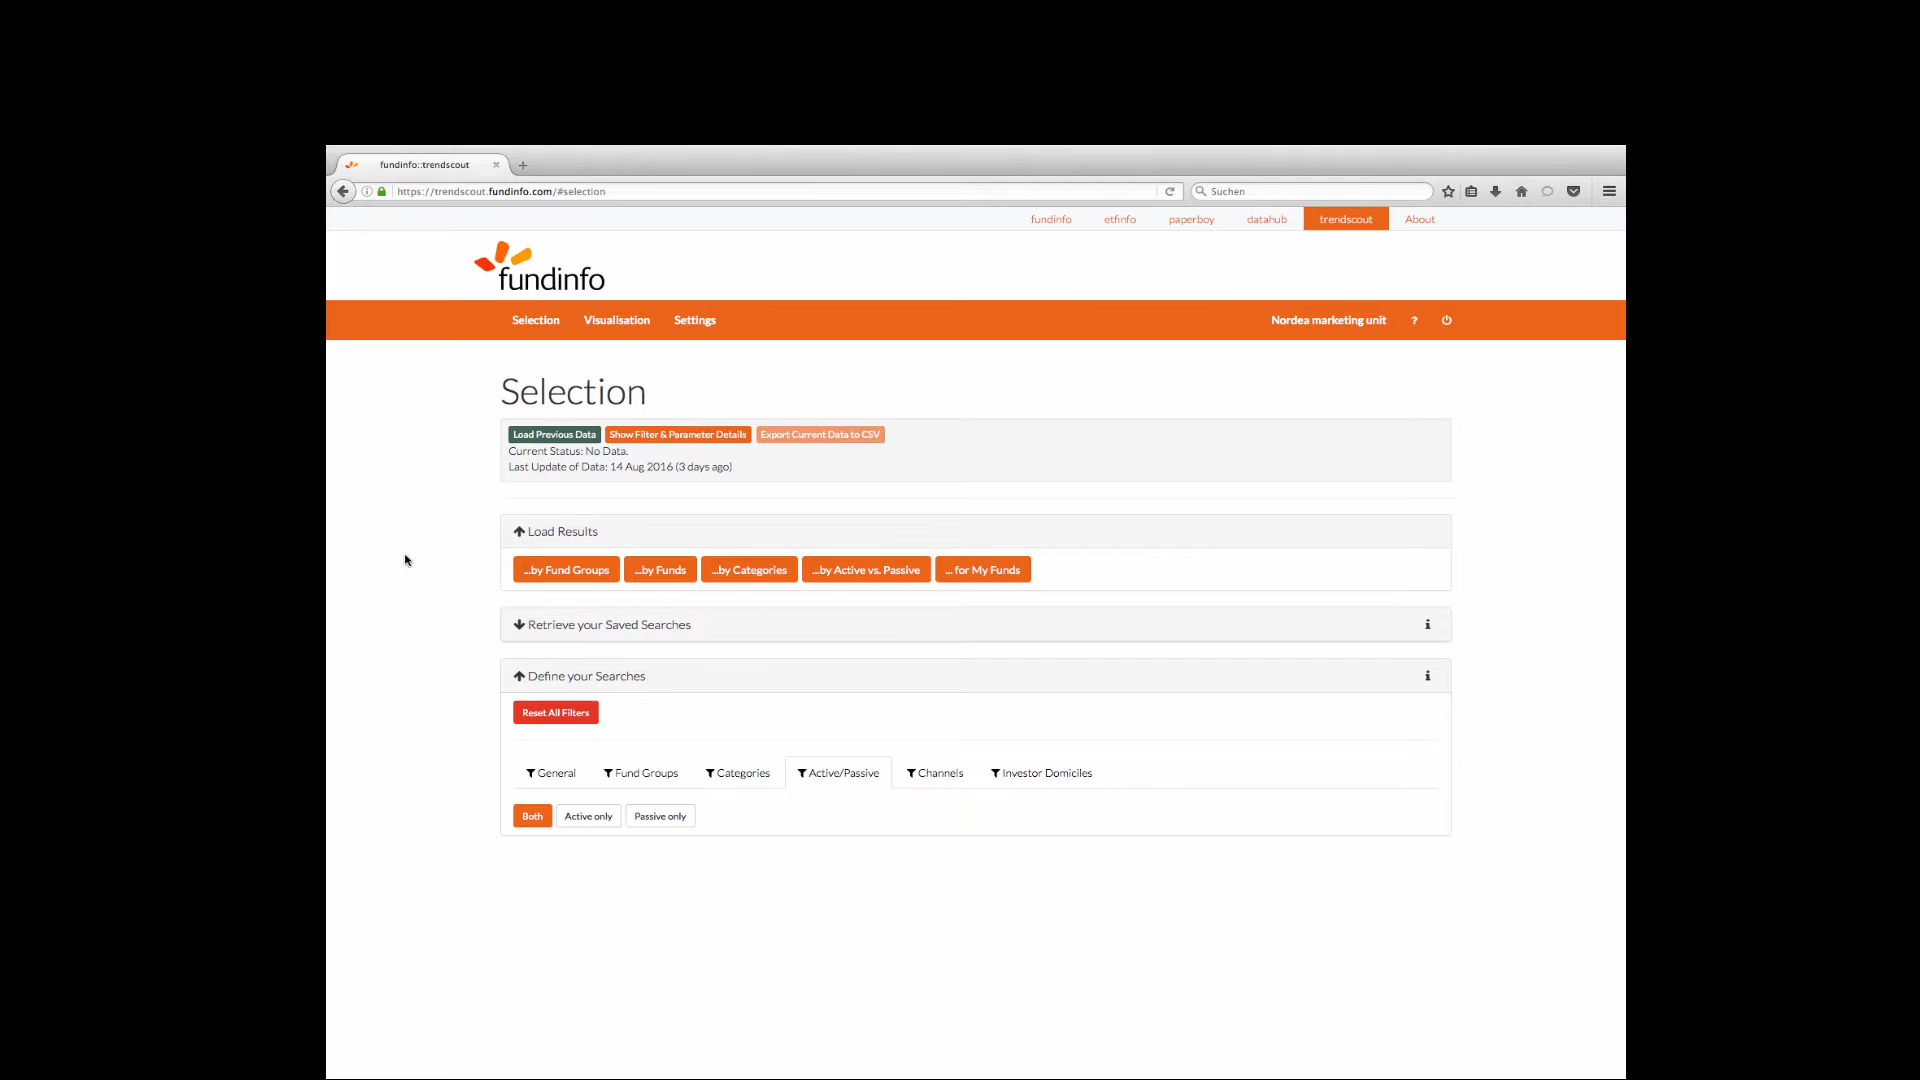 fundinfo::trendscout
https://trendscout.fundinfo.com/#selection
Suchen
fundinfo etfinfo paperboy datahub trendscout About
fundinfo
Selection Visualisation Settings Nordea marketing unit ?
Selection
Load Previous Data Show Filter & Parameter Details Export Current Data to CSV
Current Status: No Data.
Last Update of Data: 14 Aug 2016 (3 days ago)
Load Results
...by Fund Groups ...by Funds ...by Categories ...by Active vs. Passive ... for My Funds
Retrieve your Saved Searches
Define your Searches
Reset All Filters
General Fund Groups Categories Active/Passive Channels Investor Domiciles
Both Active only Passive only